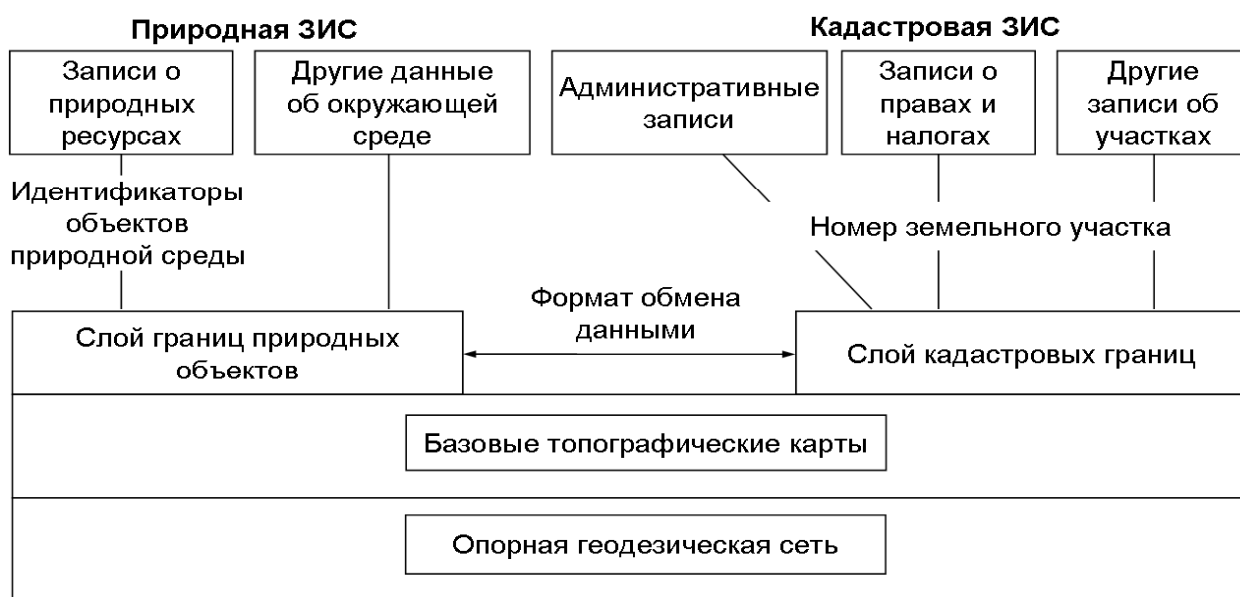 Природная ЗИС
Кадастровая ЗИС
Записи о
природных
ресурсах
Другие данные
об окружающей
среде
Административные
записи
Записи о
правах и
налогах
Другие
записи об
участках
Идентификаторы
объектов
природной среды
Номер земельного участка
Формат обмена
данными
Слой границ природных
объектов
Слой кадастровых границ
Базовые топографические карты
Опорная геодезическая сеть